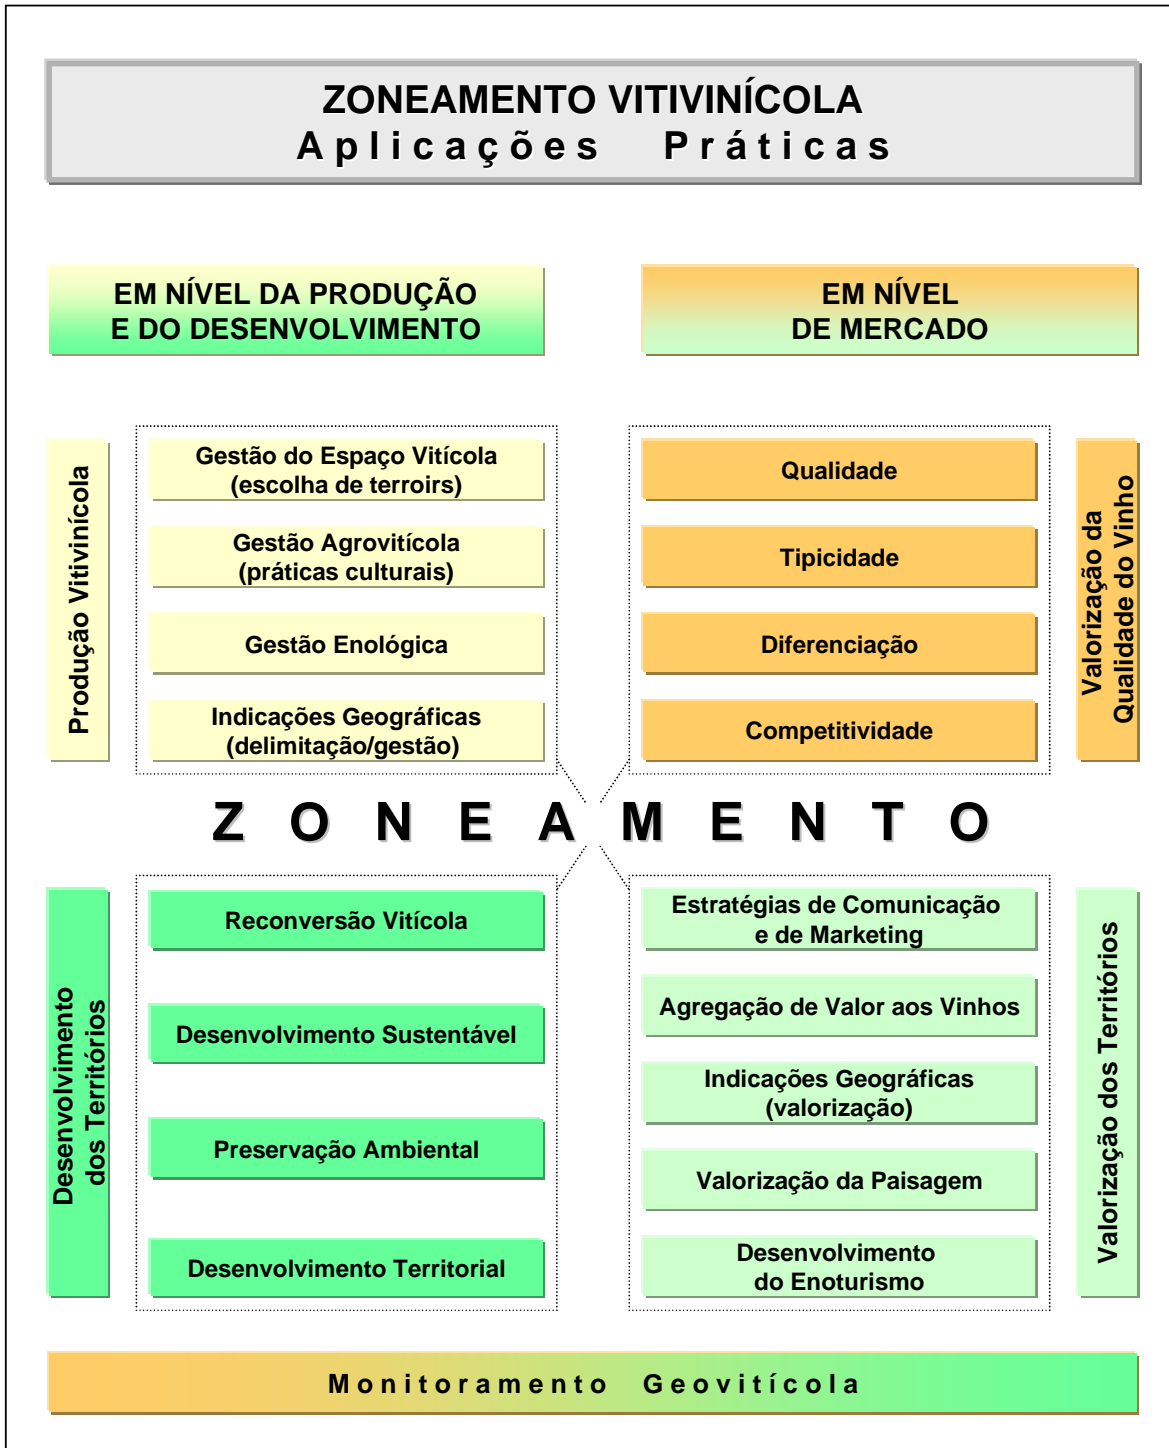 ZONEAMENTO VITIVINÍCOLA
Aplicações Práticas
EM NÍVEL DA PRODUÇÃO
E DO DESENVOLVIMENTO
EM NÍVEL
DE MERCADO
Produção Vitivinícola
Gestão do Espaço Vitícola
(escolha de terroirs)
Gestão Agrovitícola
(práticas culturais)
Gestão Enológica
Indicações Geográficas
(delimitação/gestão)
Qualidade
Tipicidade
Diferenciação
Competitividade
Valorização da
Qualidade do Vinho
ZONEAMENTO
Desenvolvimento
dos Territórios
Reconversão Vitícola
Desenvolvimento Sustentável
Preservação Ambiental
Desenvolvimento Territorial
Estratégias de Comunicação
e de Marketing
Agregação de Valor aos Vinhos
Indicações Geográficas
(valorização)
Valorização da Paisagem
Desenvolvimento
do Enoturismo
Valorização dos Territórios
Monitoramento Geovitícola